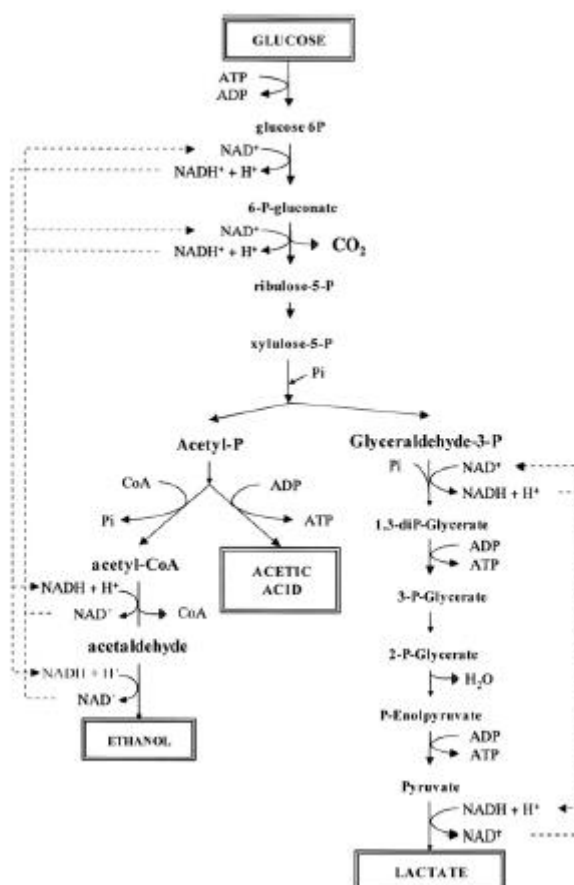 GLUCOSE
ATP
ADP
glucose 6P
NAD⁺
NADH⁺ + H⁺
6-P-gluconate
NAD⁺
NADH⁺ + H⁺
CO₂
ribulose-5-P
xylulose-5-P
Pi
Acetyl-P
Glyceraldehyde-3-P
CoA
ADP
Pi
ATP
Pi
NAD⁺
NADH + H⁺
1,3-diP-Glycerate
acetyl-CoA
ACETIC
ACID
ADP
ATP
NADH + H⁺
NAD⁺
CoA
3-P-Glycerate
acetaldehyde
2-P-Glycerate
NADH + H⁺
NAD⁺
H₂O
ETHANOL
P-Enolpyruvate
ADP
ATP
Pyruvate
NADH + H⁺
NAD⁺
LACTATE